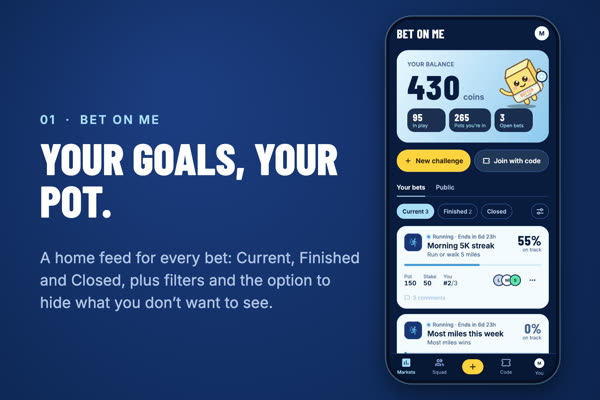 01 · BET ON ME
YOUR GOALS, YOUR
POT.
A home feed for every bet: Current, Finished
and Closed, plus filters and the option to
hide what you don’t want to see.
BET ON ME
M
YOUR BALANCE
430 coins
95
In play
265
Pots you're in
3
Open bets
+ New challenge
Join with code
Your bets
Public
Current 3
Finished 2
Closed
Running · Ends in 6d 23h
Morning 5K streak
Run or walk 5 miles
55%
on track
Pot
150
Stake
50
You
#2/3
L
M
S
5 comments
Running · Ends in 6d 23h
Most miles this week
Most miles wins
0%
on track
Markets
Squad
+
Code
M
You